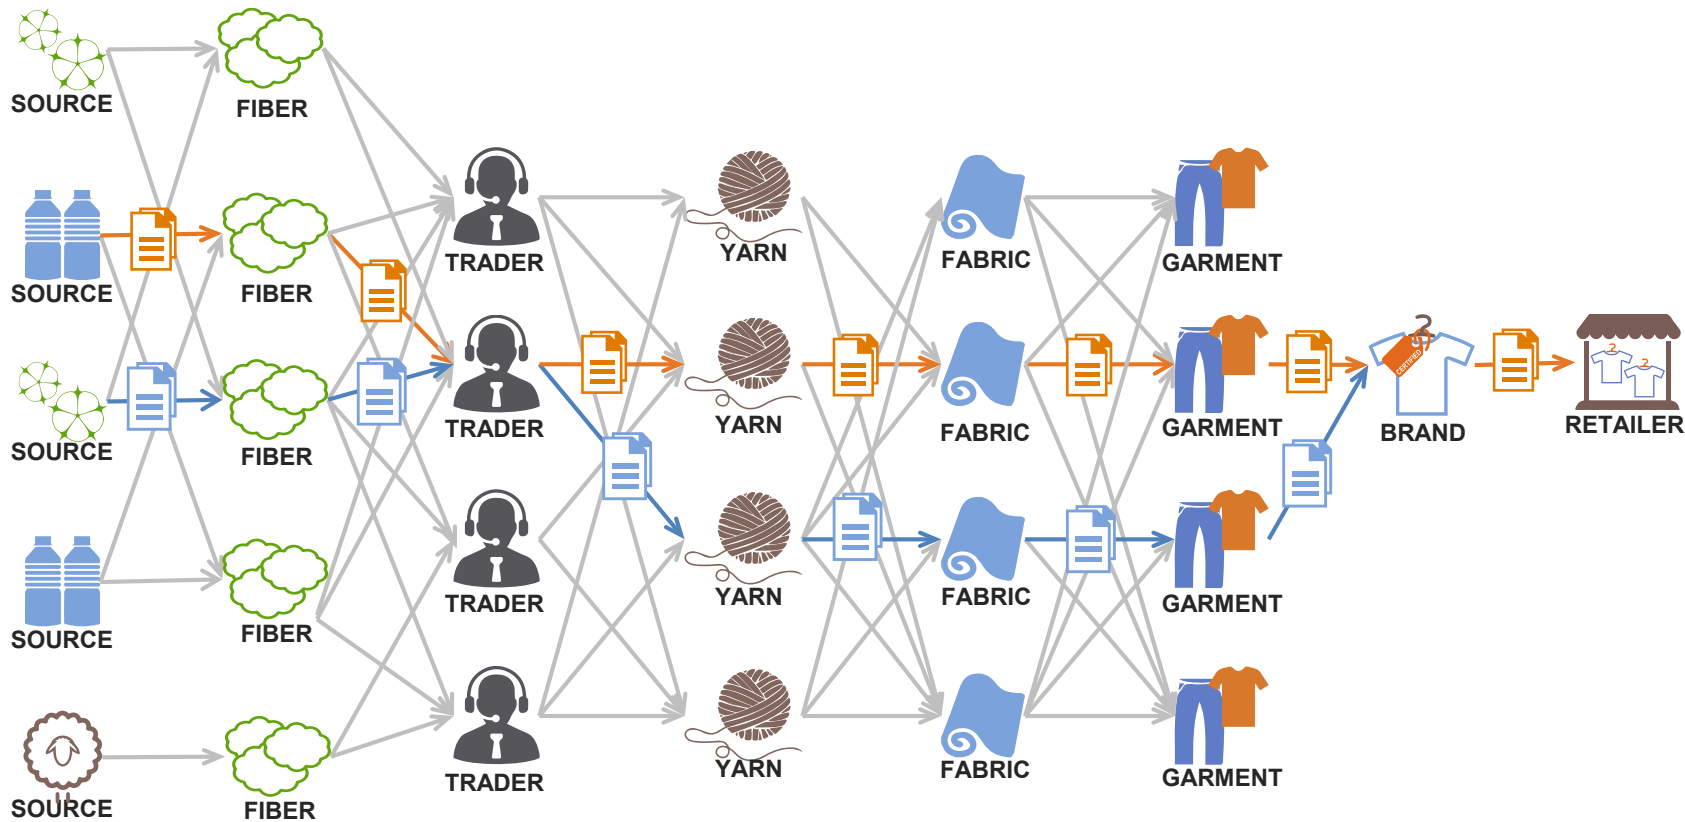 SOURCE
FIBER
SOURCE
FIBER
TRADER
YARN
FABRIC
GARMENT
SOURCE
FIBER
TRADER
YARN
FABRIC
GARMENT
CERTIFIED
BRAND
RETAILER
SOURCE
FIBER
TRADER
YARN
FABRIC
GARMENT
SOURCE
FIBER
TRADER
YARN
FABRIC
GARMENT